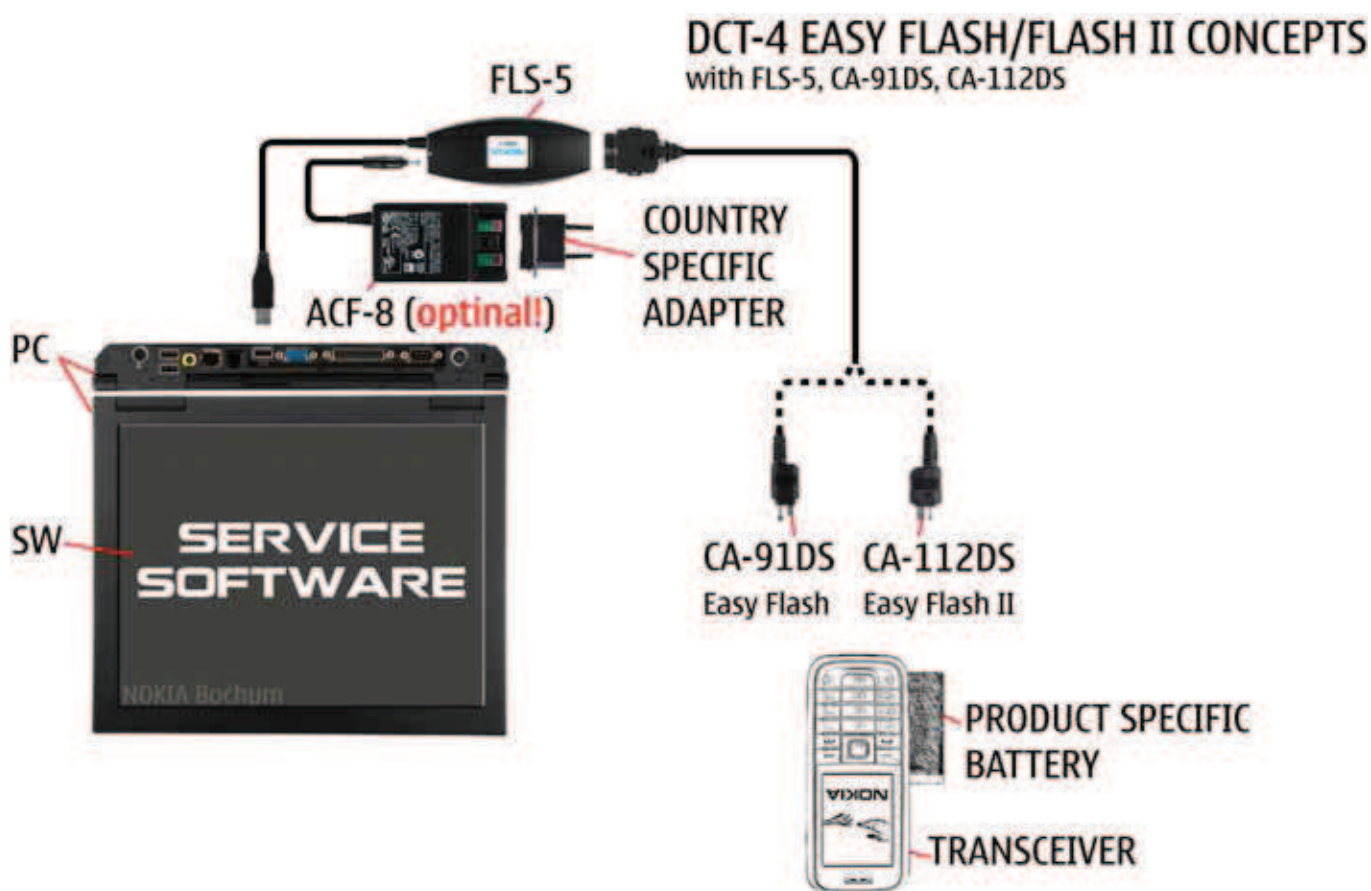 DCT-4 EASY FLASH/FLASH II CONCEPTS
with FLS-5, CA-91DS, CA-112DS
FLS-5
NOKIA
COUNTRY
SPECIFIC
ADAPTER
ACF-8 (optinal!)
PC
SW
SERVICE
SOFTWARE
NOKIA Bochum
CA-91DS
Easy Flash
CA-112DS
Easy Flash II
PRODUCT SPECIFIC
BATTERY
NOKIA
TRANSCEIVER